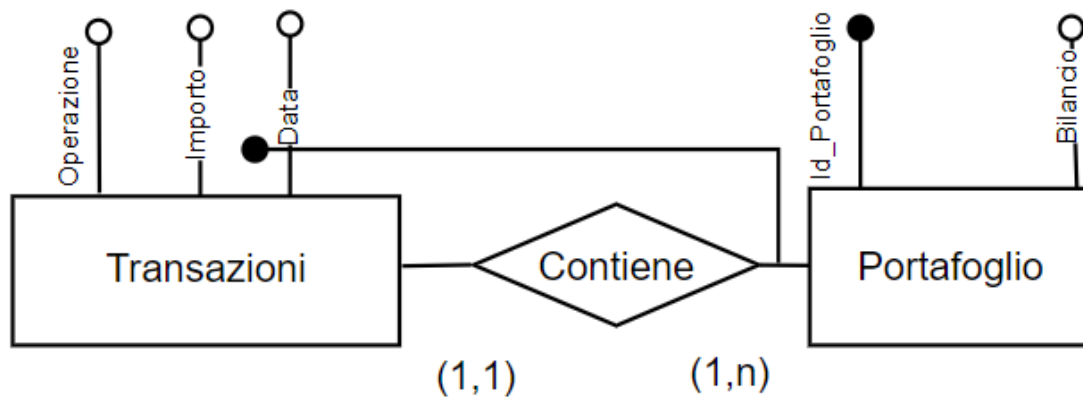 Operazione
Importo
Data
Id_Portafoglio
Bilancio
Transazioni
Contiene
Portafoglio
(1,1)
(1,n)